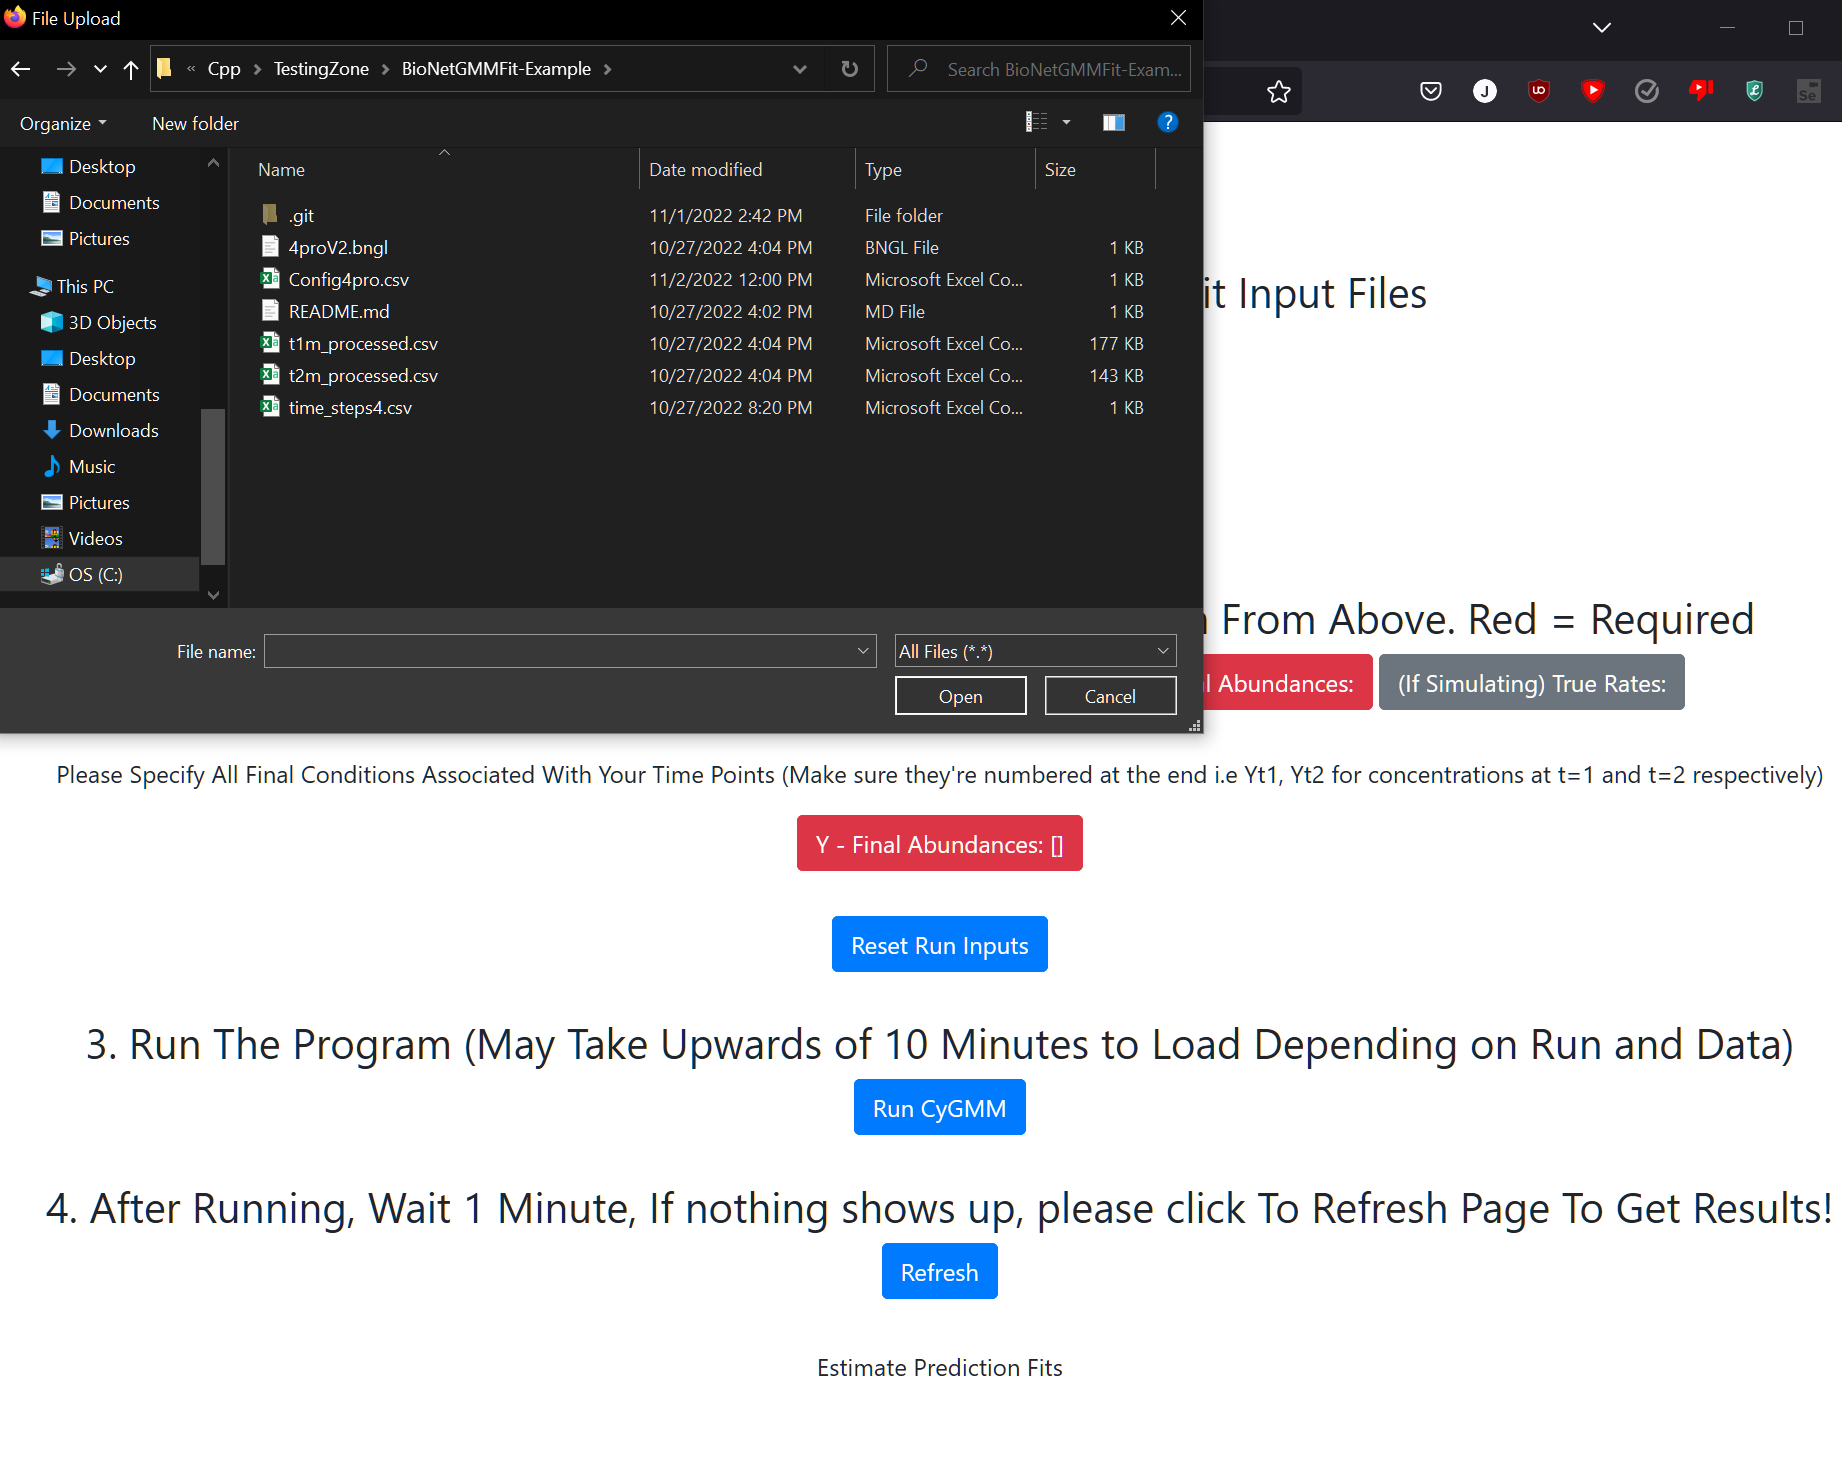 File Upload
« Cpp › TestingZone › BioNetGMMFit-Example ›
Search BioNetGMMFit-Exam...
Organize
New folder
Name Date modified Type Size
Desktop
Documents
Pictures
This PC
3D Objects
Desktop
Documents
Downloads
Music
Pictures
Videos
OS (C:)
.git 11/1/2022 2:42 PM File folder
4proV2.bngl 10/27/2022 4:04 PM BNGL File 1 KB
Config4pro.csv 11/2/2022 12:00 PM Microsoft Excel Co... 1 KB
README.md 10/27/2022 4:02 PM MD File 1 KB
t1m_processed.csv 10/27/2022 4:04 PM Microsoft Excel Co... 177 KB
t2m_processed.csv 10/27/2022 4:04 PM Microsoft Excel Co... 143 KB
time_steps4.csv 10/27/2022 8:20 PM Microsoft Excel Co... 1 KB
File name:
All Files (*.*)
Open
Cancel
J
Se
it Input Files
From Above. Red = Required
l Abundances:
(If Simulating) True Rates:
Please Specify All Final Conditions Associated With Your Time Points (Make sure they're numbered at the end i.e Yt1, Yt2 for concentrations at t=1 and t=2 respectively)
Y - Final Abundances: []
Reset Run Inputs
3. Run The Program (May Take Upwards of 10 Minutes to Load Depending on Run and Data)
Run CyGMM
4. After Running, Wait 1 Minute, If nothing shows up, please click To Refresh Page To Get Results!
Refresh
Estimate Prediction Fits